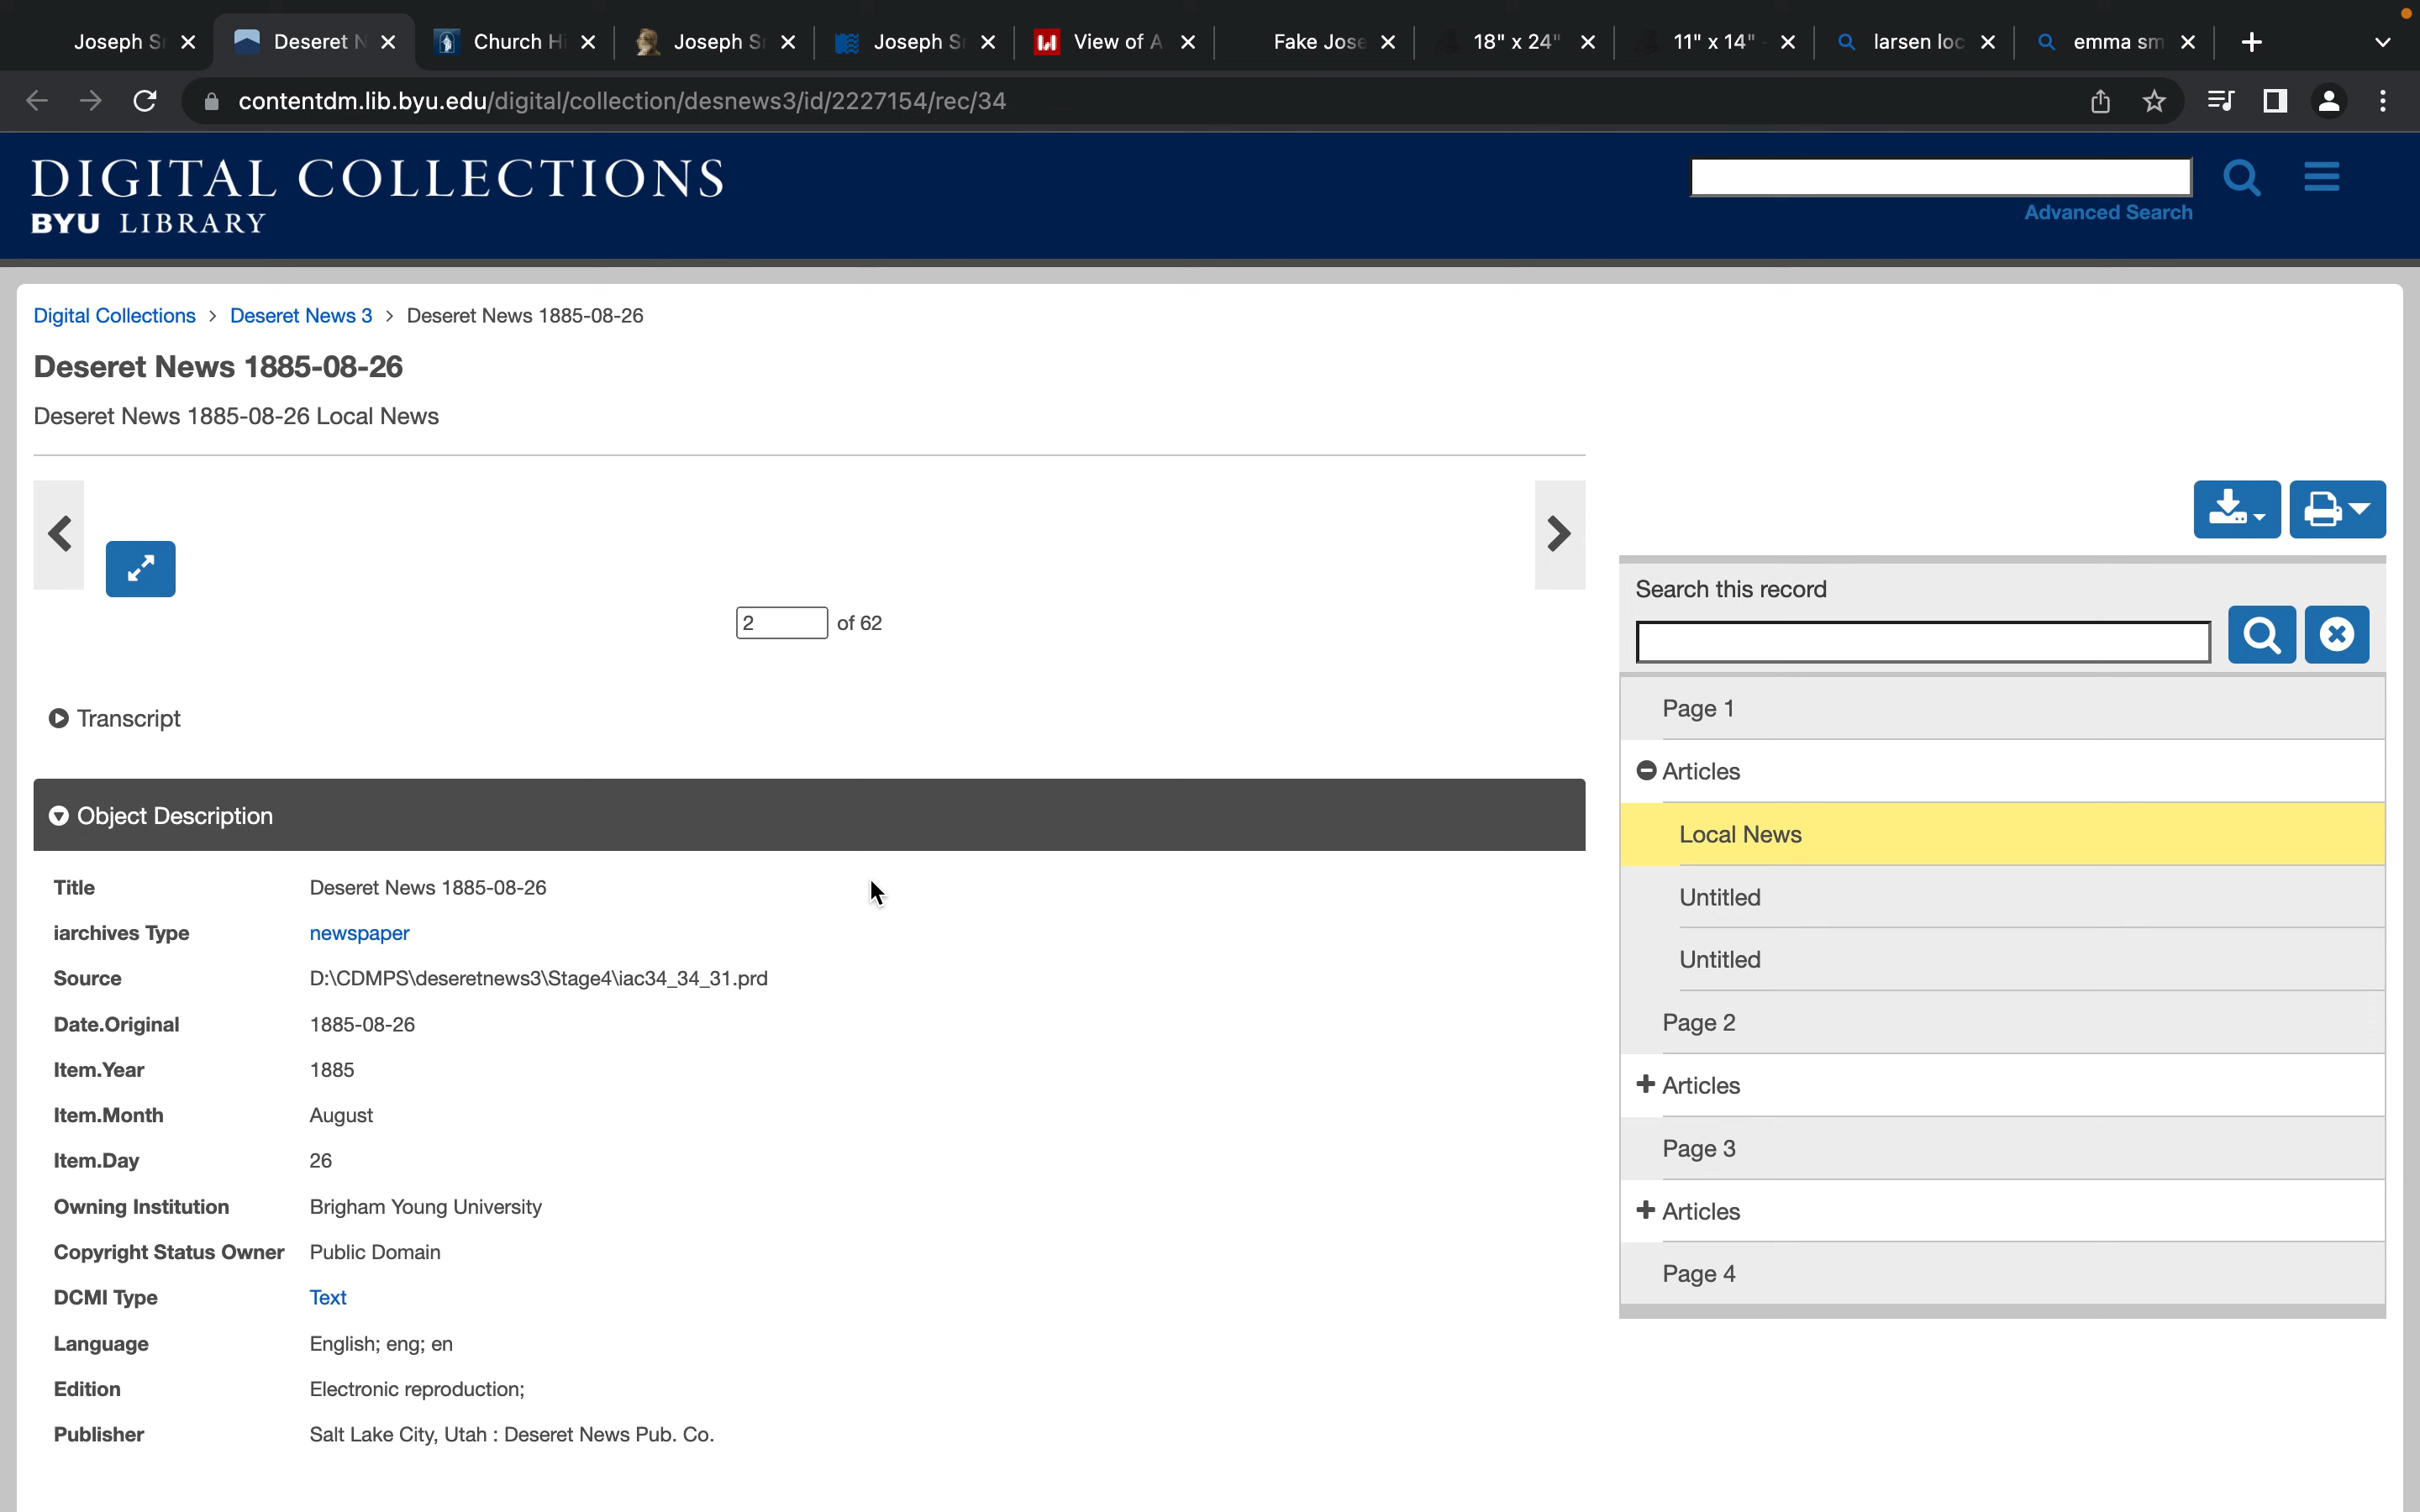 Joseph S
Deseret N
Church Hi
Joseph S
Joseph S
View of A
Fake Jose
18" x 24"
11" x 14"
larsen loc
emma sm
contentdm.lib.byu.edu/digital/collection/desnews3/id/2227154/rec/34
DIGITAL COLLECTIONS
BYU LIBRARY
Advanced Search
Digital Collections > Deseret News 3 > Deseret News 1885-08-26
Deseret News 1885-08-26
Deseret News 1885-08-26 Local News
2 of 62
Transcript
Object Description
Title Deseret News 1885-08-26
iarchives Type newspaper
Source D:\CDMPS\deseretnews3\Stage4\iac34_34_31.prd
Date.Original 1885-08-26
Item.Year 1885
Item.Month August
Item.Day 26
Owning Institution Brigham Young University
Copyright Status Owner Public Domain
DCMI Type Text
Language English; eng; en
Edition Electronic reproduction;
Publisher Salt Lake City, Utah : Deseret News Pub. Co.
Search this record
Page 1
Articles
Local News
Untitled
Untitled
Page 2
Articles
Page 3
Articles
Page 4